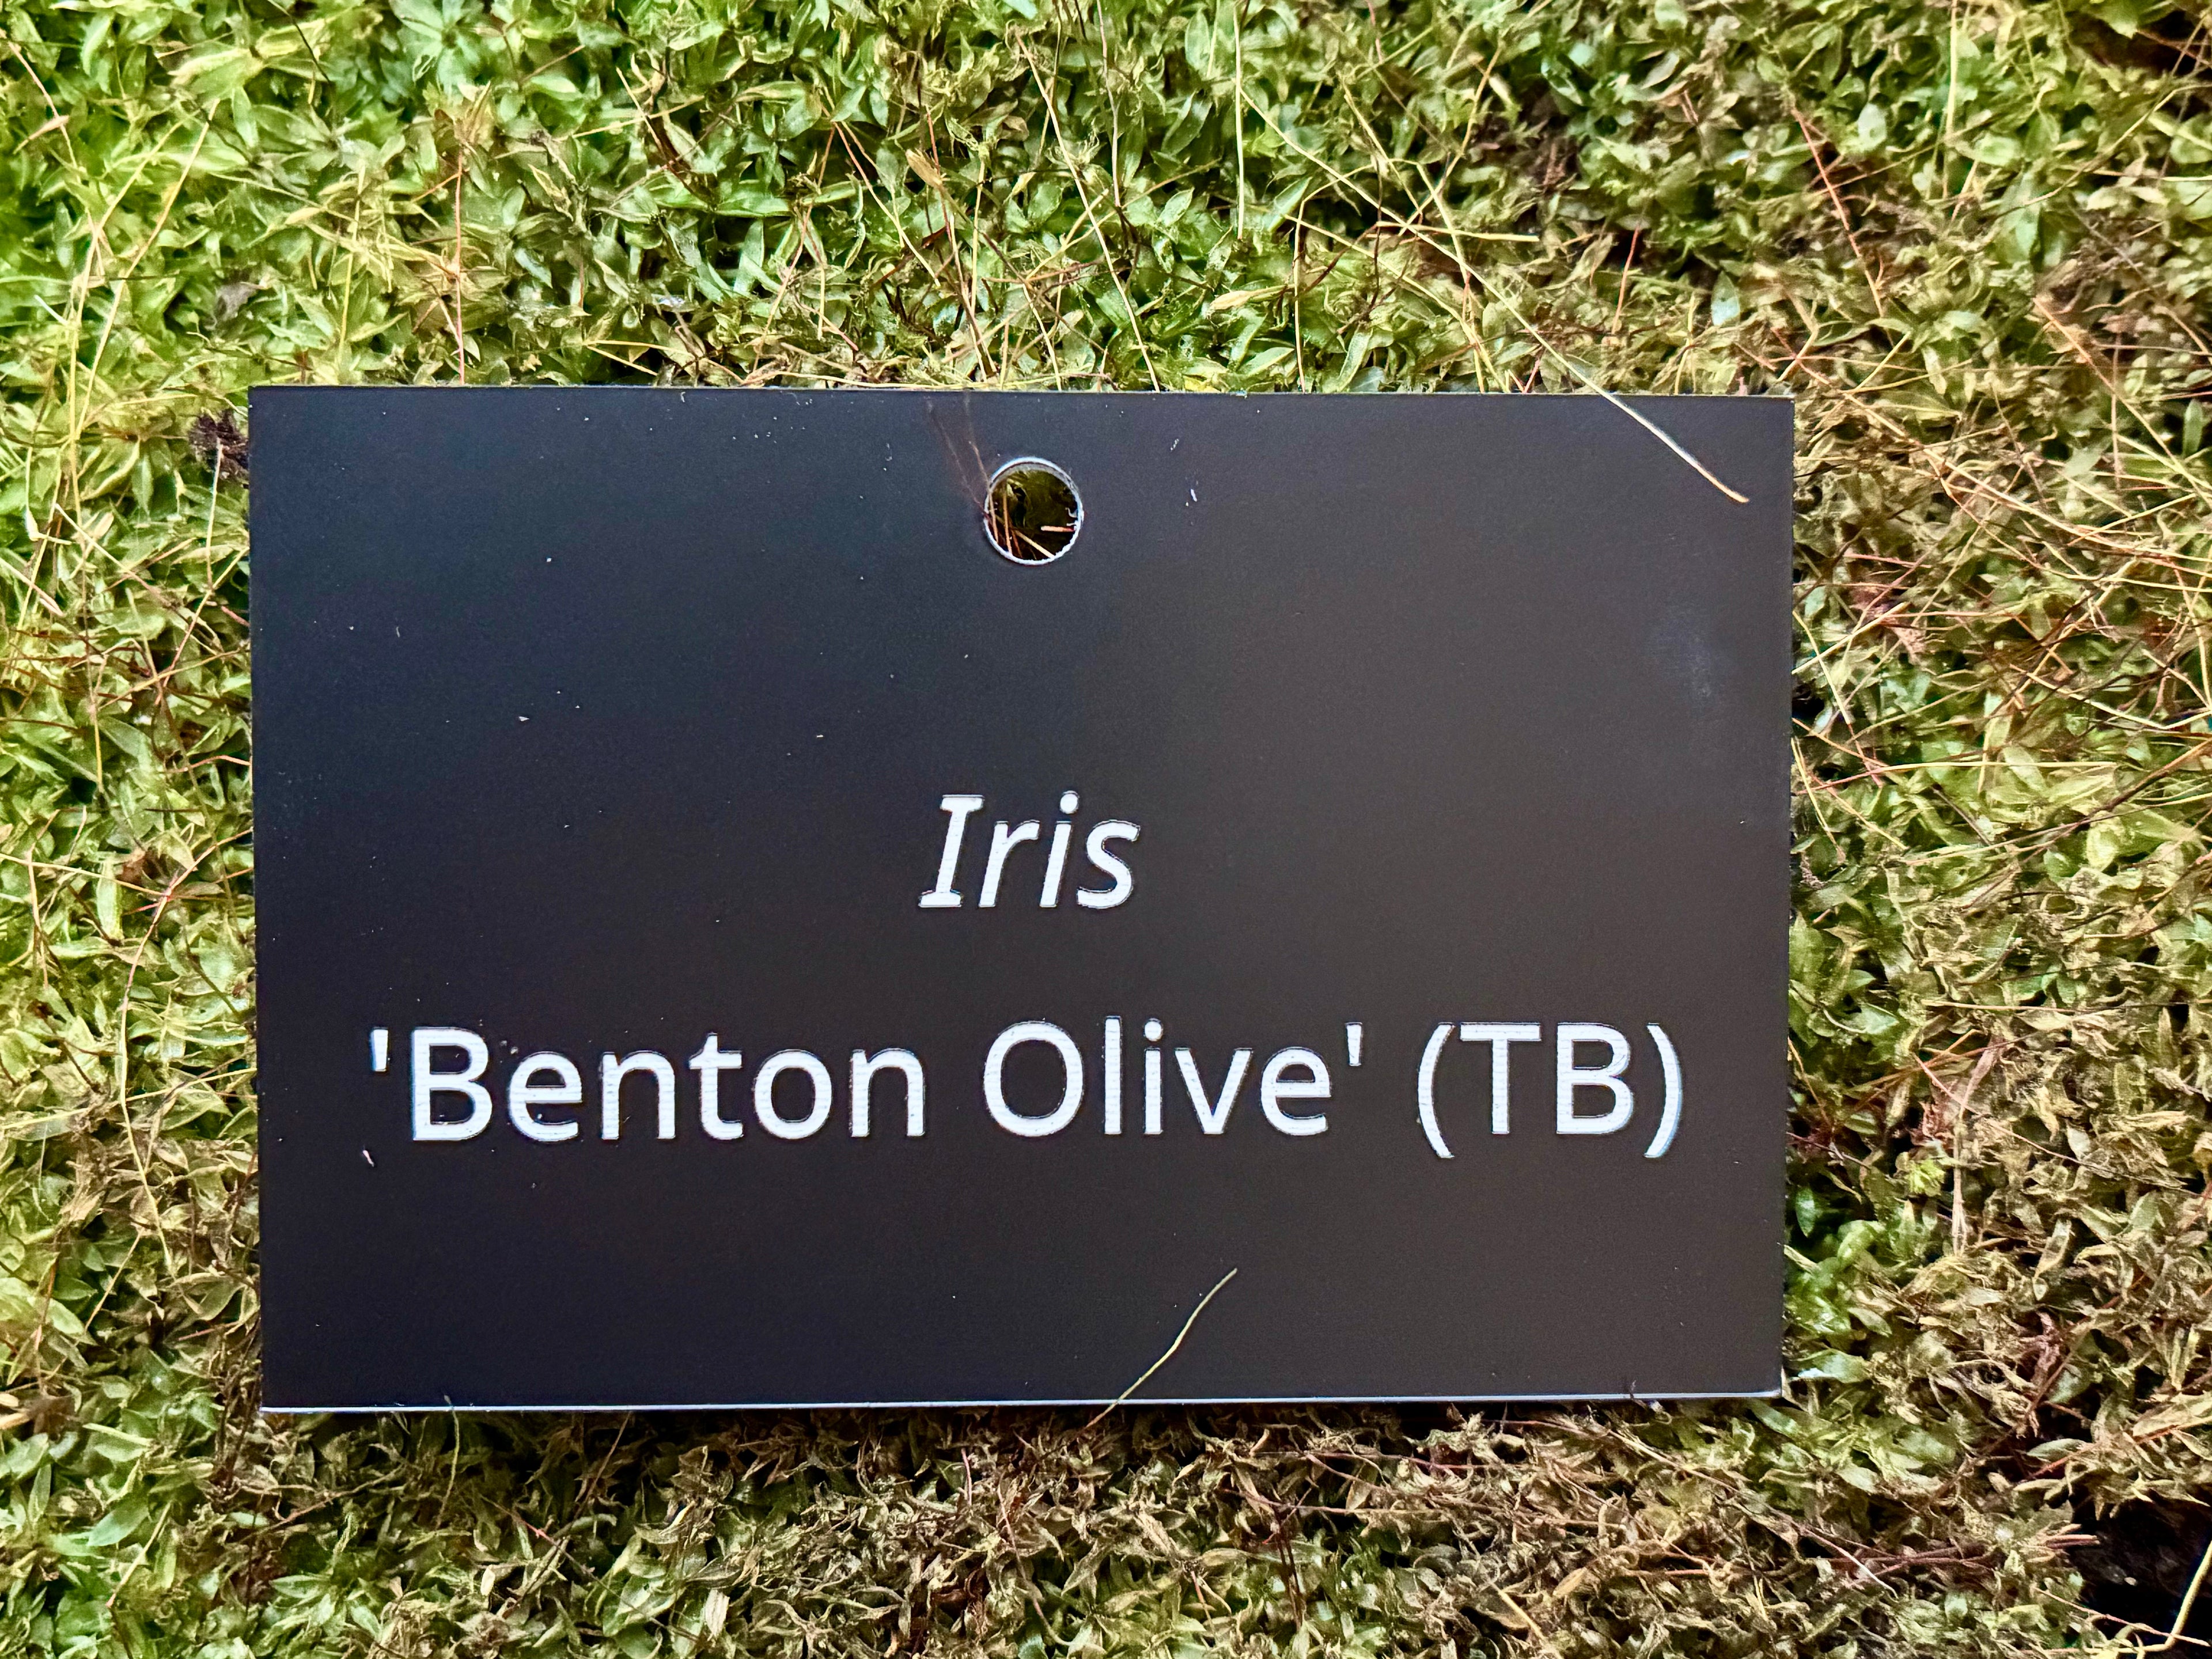 Iris
'Benton Olive' (TB)